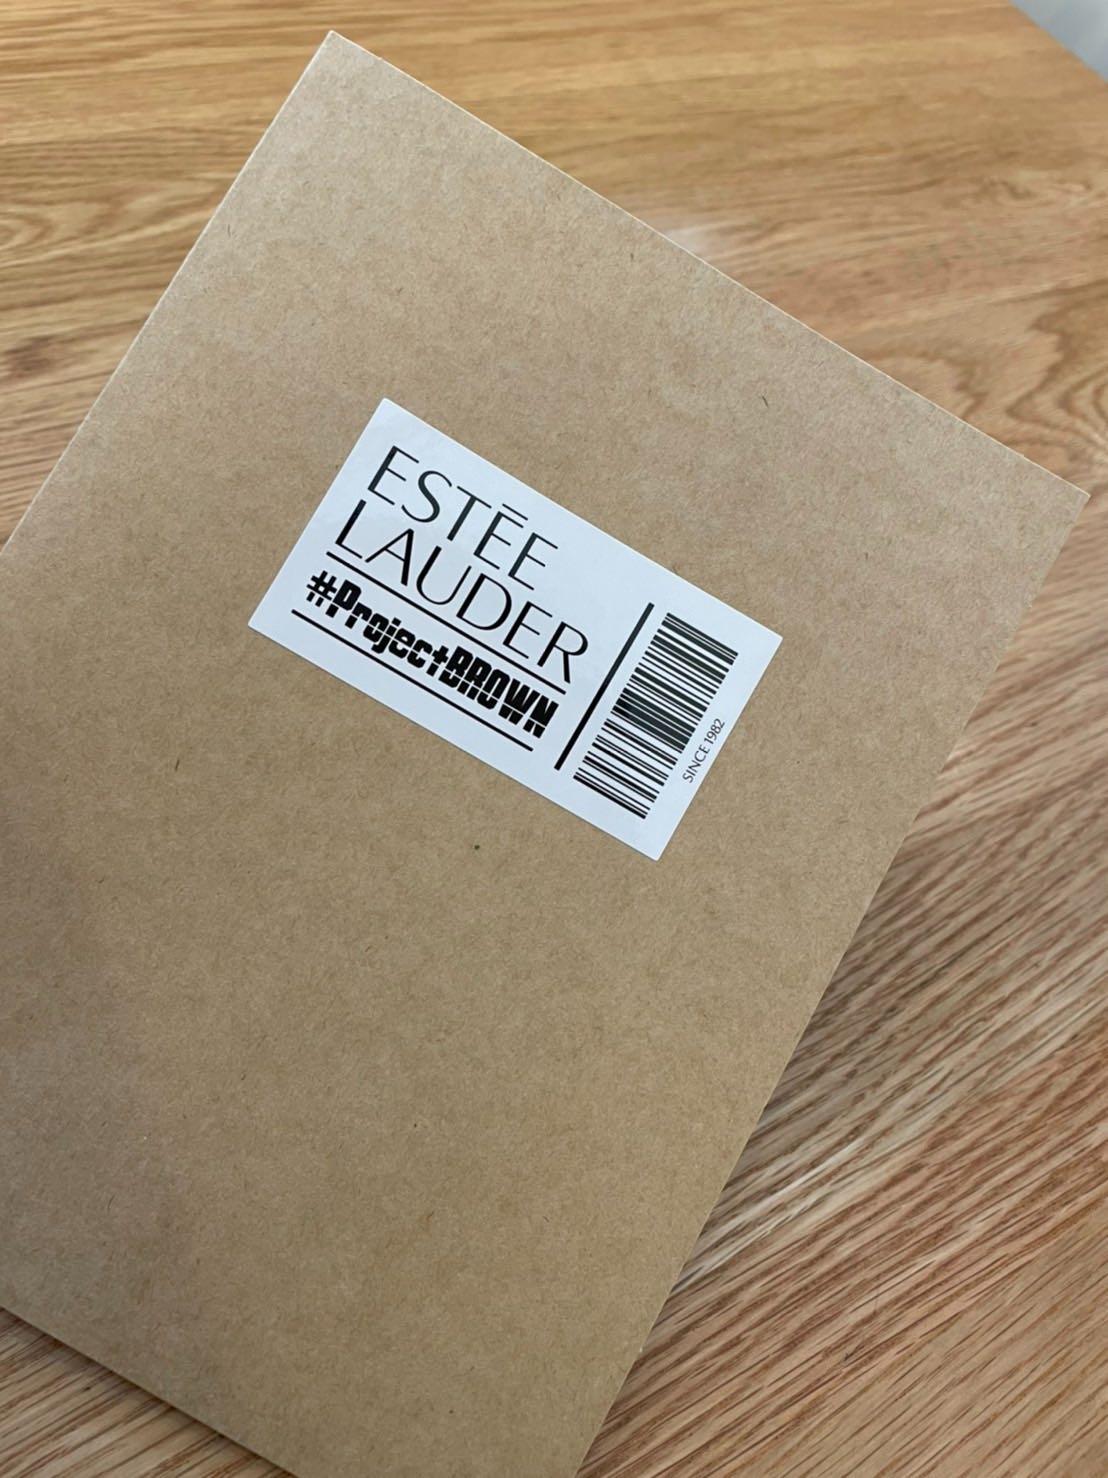 ESTĒE
LAUDER
#ProjectBROWN
SINCE 1982